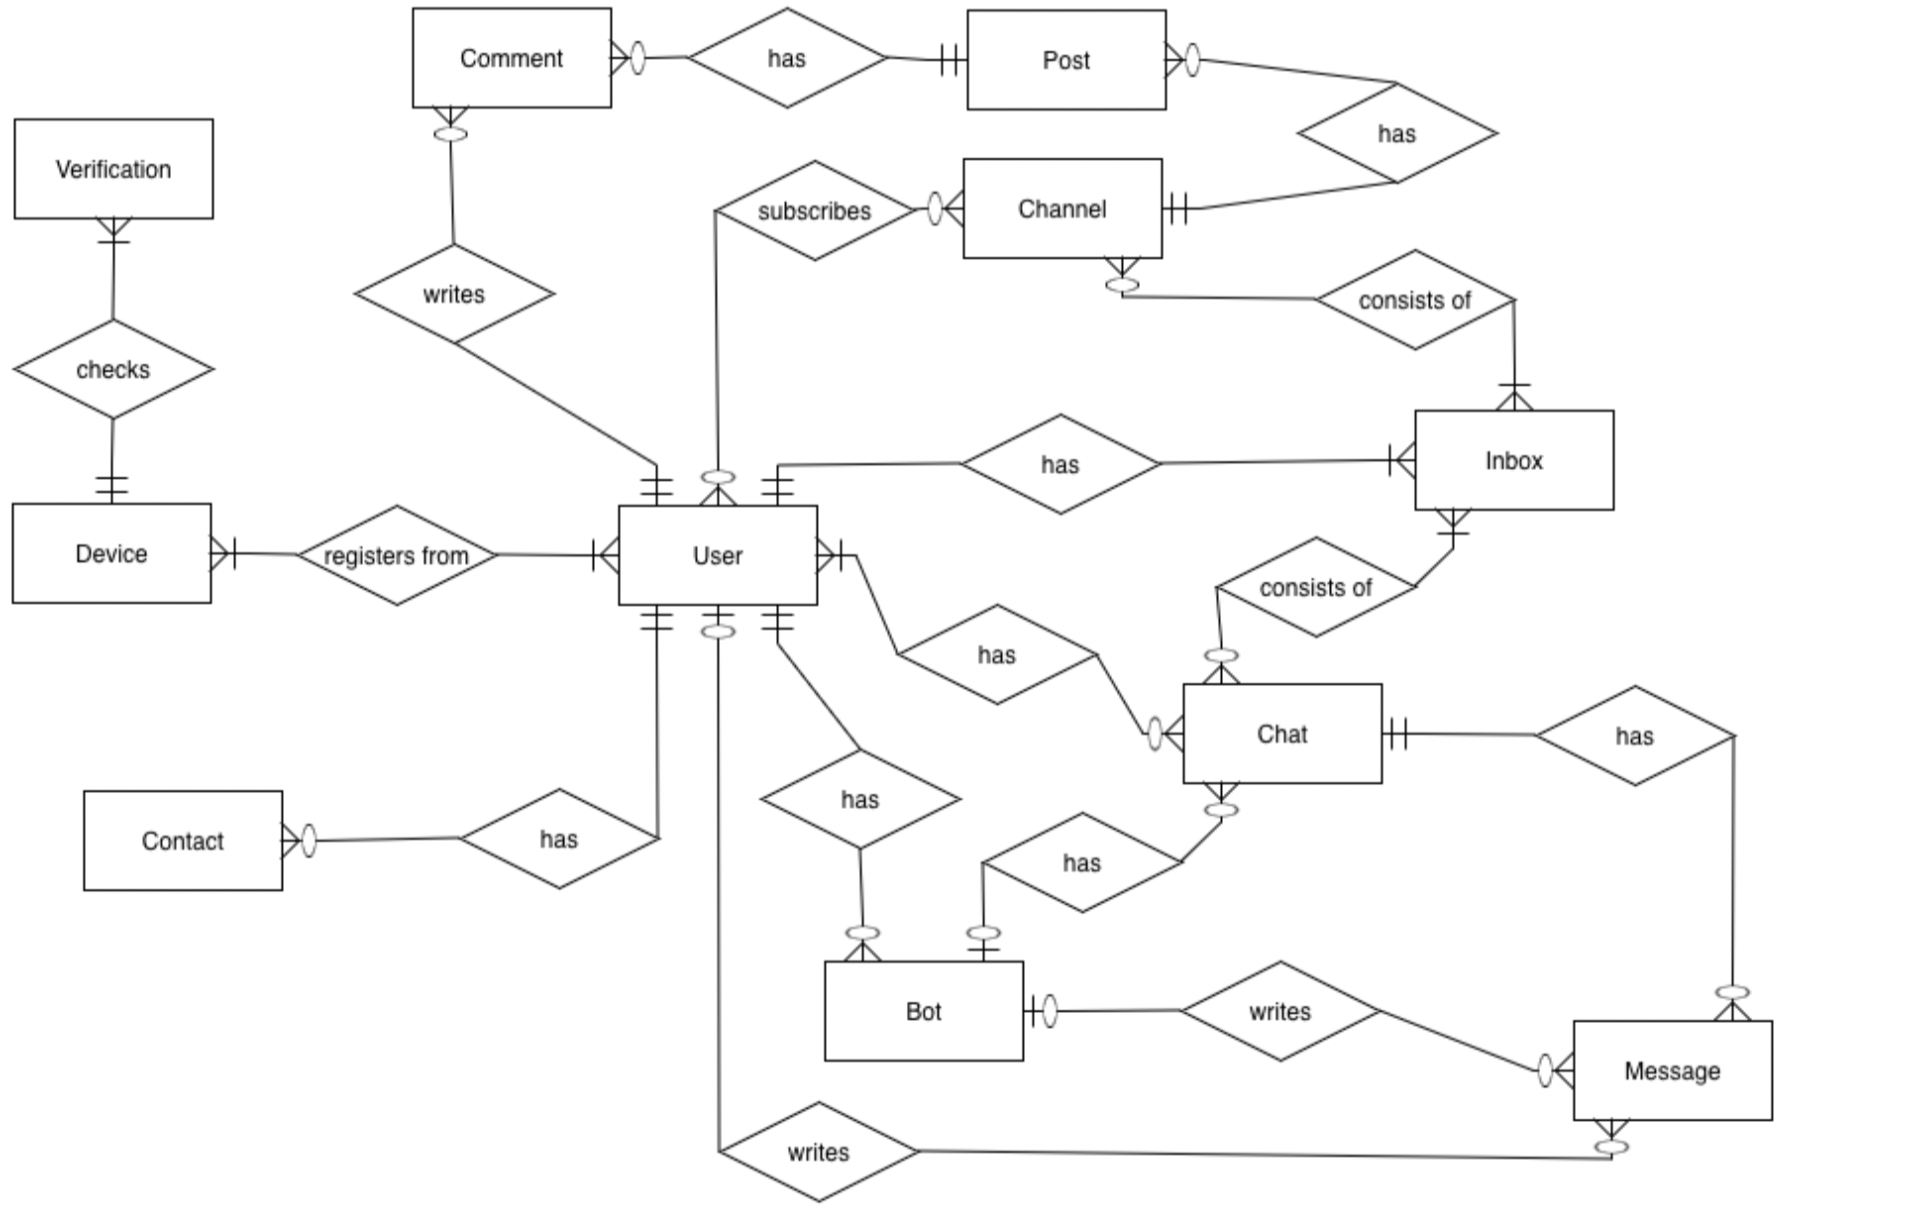 Comment
has
Post
has
Verification
subscribes
Channel
writes
consists of
checks
has
Inbox
Device
registers from
User
consists of
has
Chat
has
has
Contact
has
has
Bot
writes
Message
writes